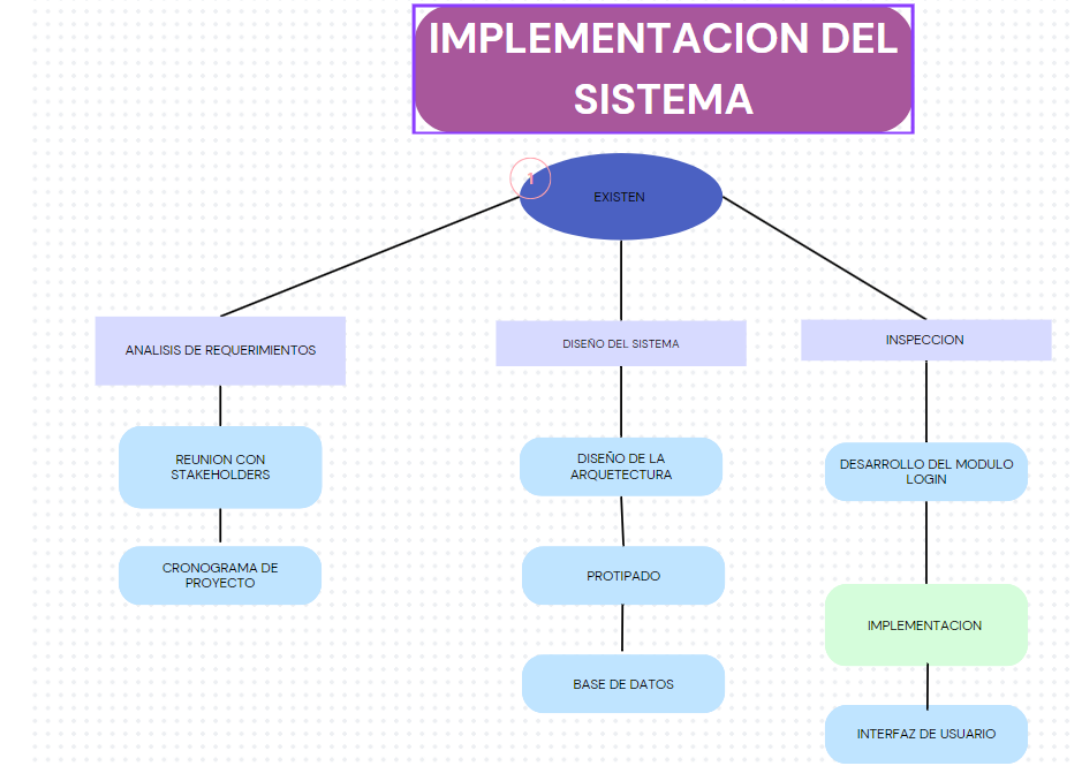 IMPLEMENTACION DEL
SISTEMA
1
EXISTEN
ANALISIS DE REQUERIMIENTOS
REUNION CON
STAKEHOLDERS
CRONOGRAMA DE
PROYECTO
DISEÑO DEL SISTEMA
DISEÑO DE LA
ARQUETECTURA
PROTIPADO
BASE DE DATOS
INSPECCION
DESARROLLO DEL MODULO
LOGIN
IMPLEMENTACION
INTERFAZ DE USUARIO